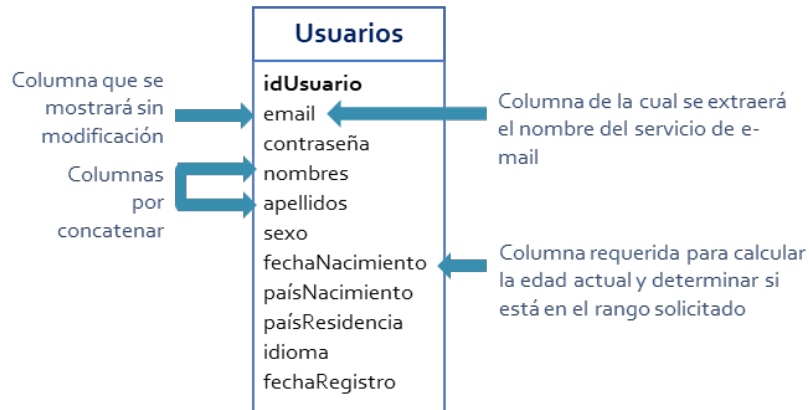 Usuarios
Columna que se
mostrará sin
modificación
Columnas
por
concatenar
idUsuario
email
contraseña
nombres
apellidos
sexo
fechaNacimiento
paísNacimiento
paísResidencia
idioma
fechaRegistro
Columna de la cual se extraerá
el nombre del servicio de e-
mail
Columna requerida para calcular
la edad actual y determinar si
está en el rango solicitado